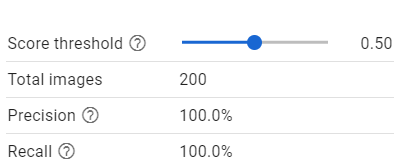 Score threshold ? 0.50
Total images 200
Precision ? 100.0%
Recall ? 100.0%